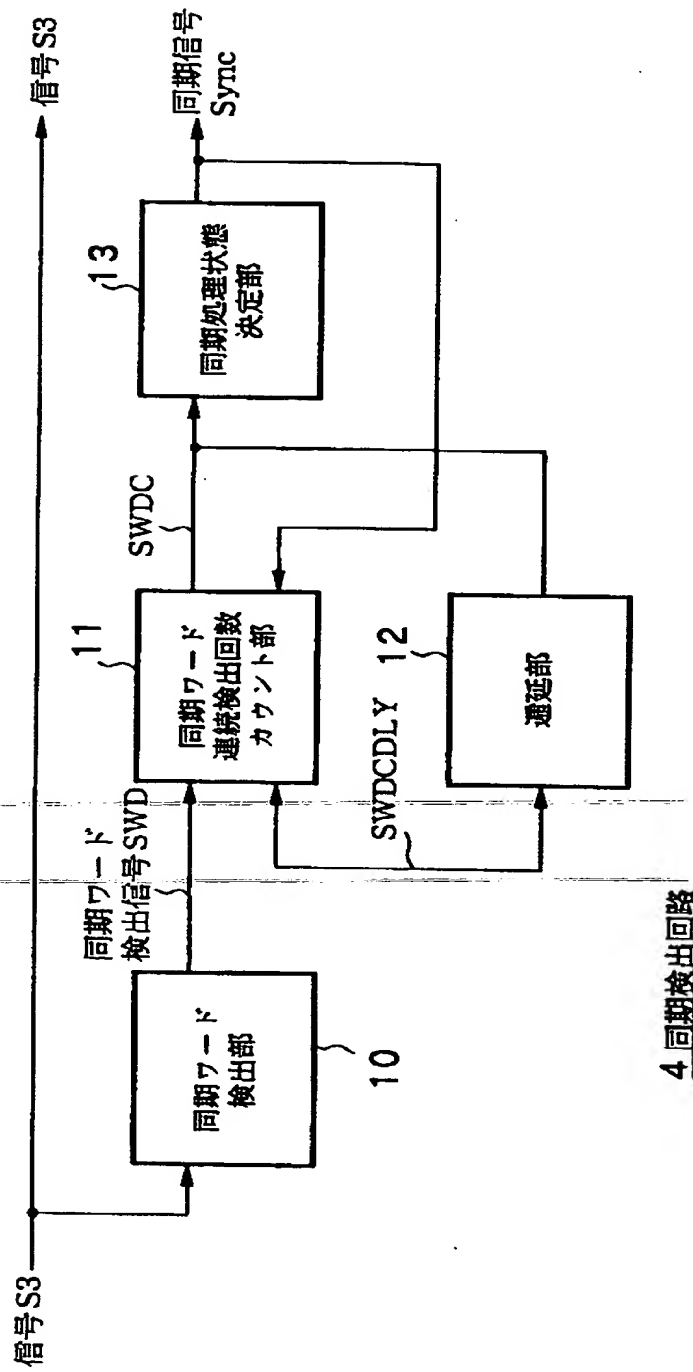 信号S3
信号S3
同期ワード
検出部
10
同期ワード
検出信号SWD
同期ワード
連続検出回数
カウント部
11
SWDC
同期処理状態
決定部
13
同期信号
Sync
SWDCDLY
遅延部
12
4 同期検出回路